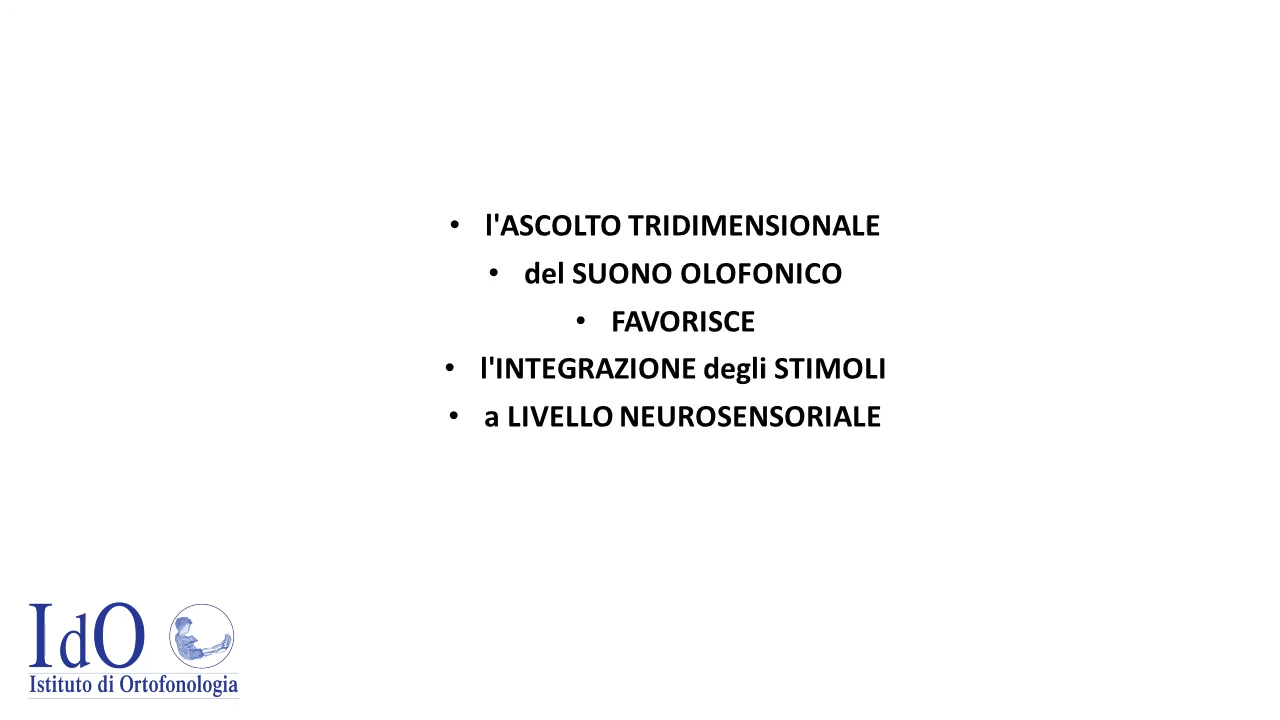 • l'ASCOLTO TRIDIMENSIONALE
• del SUONO OLOFONICO
• FAVORISCE
• l'INTEGRAZIONE degli STIMOLI
• a LIVELLO NEUROSENSORIALE
IdO
Istituto di Ortofonologia